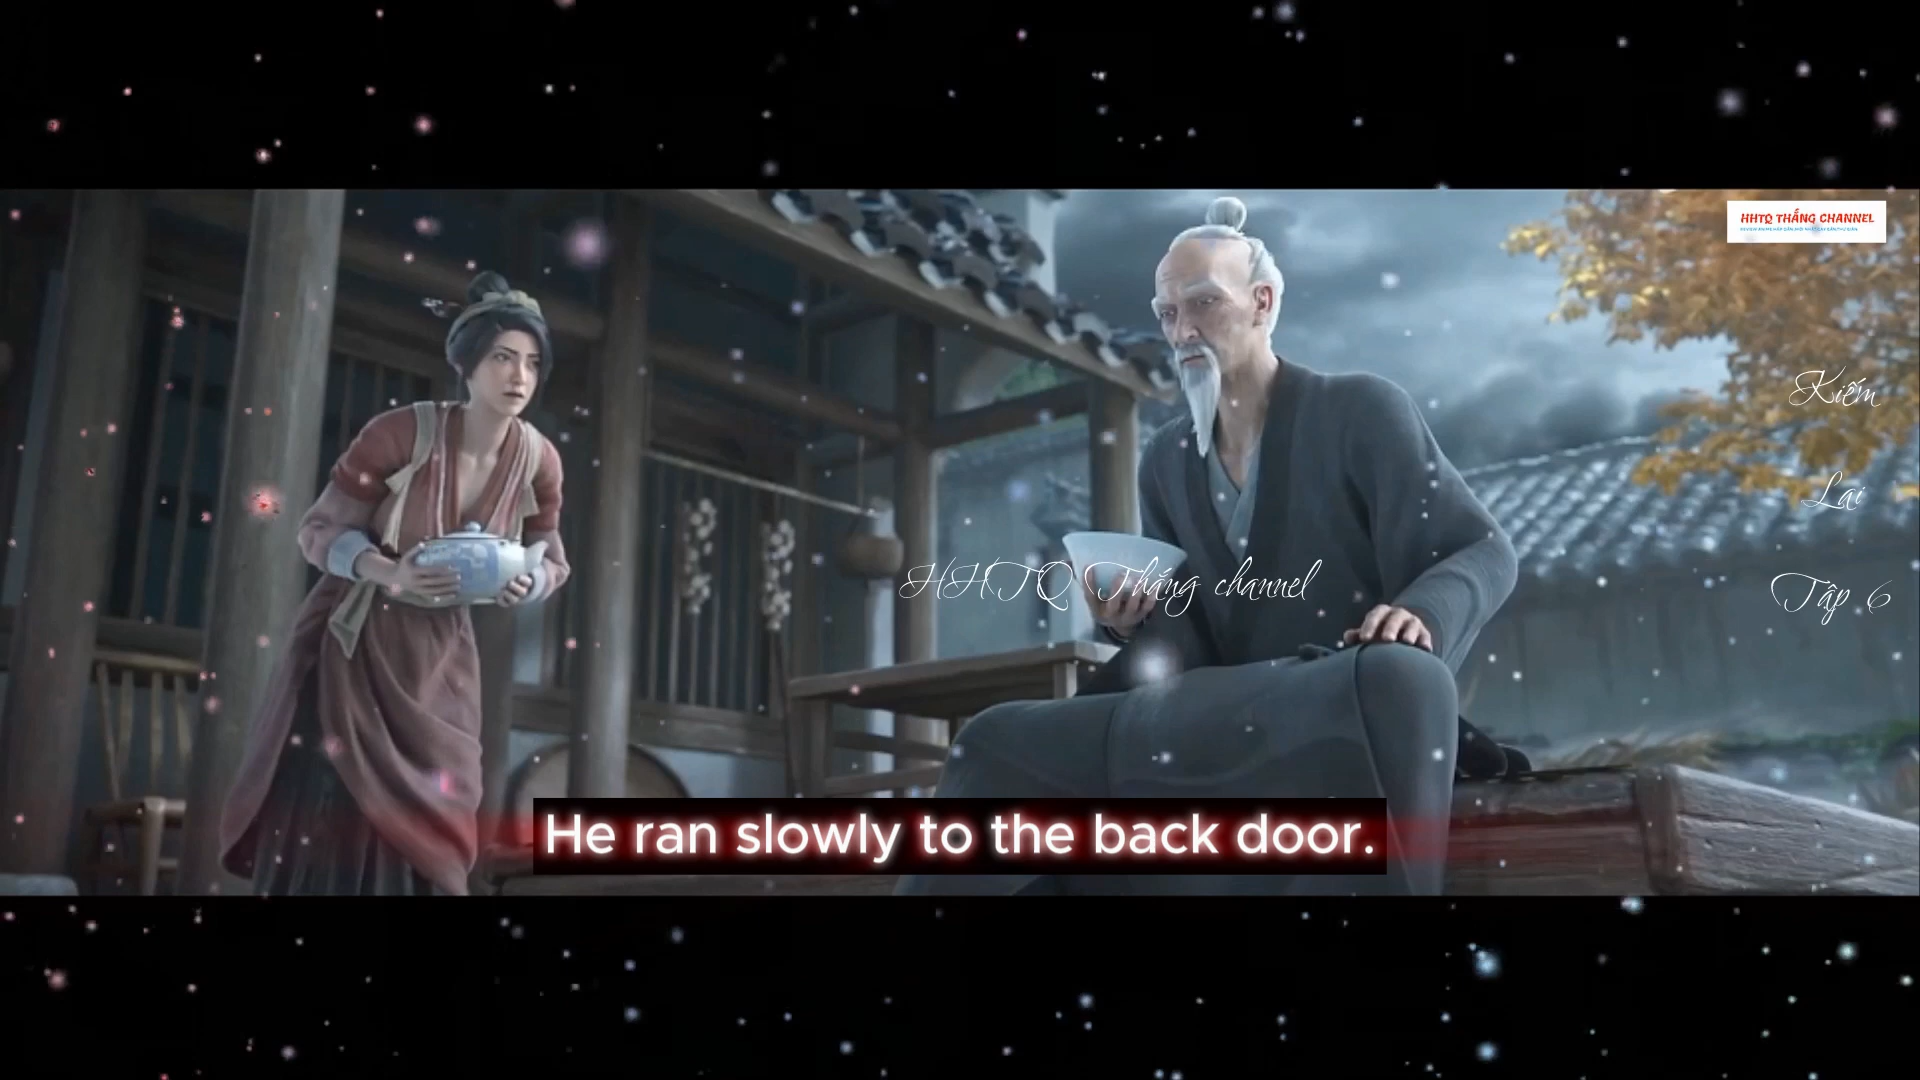 HHTQ THẮNG CHANNEL
Kiếm
Lai
HHTQ Thắng channel
Tập 6
He ran slowly to the back door.